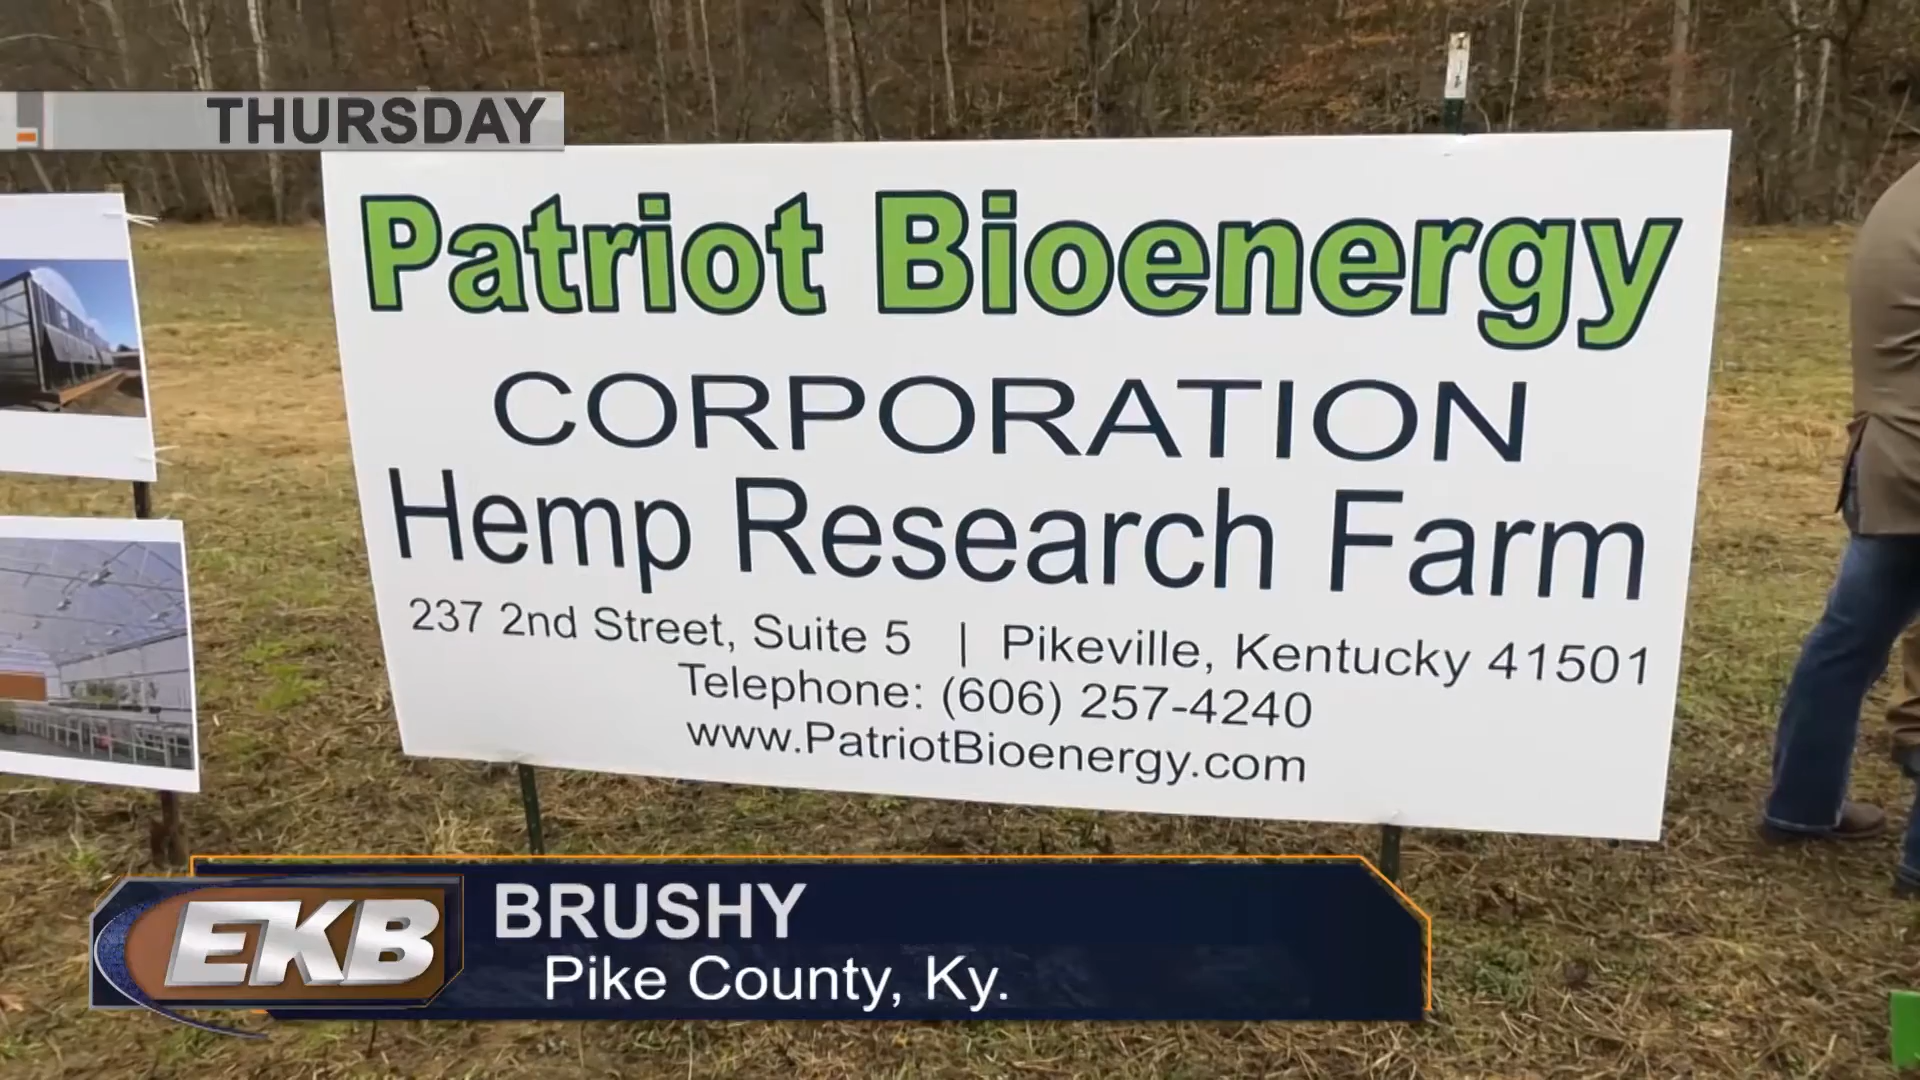 THURSDAY
Patriot Bioenergy
CORPORATION
Hemp Research Farm
237 2nd Street, Suite 5 | Pikeville, Kentucky 41501
Telephone: (606) 257-4240
www.PatriotBioenergy.com
EKB
BRUSHY
Pike County, Ky.